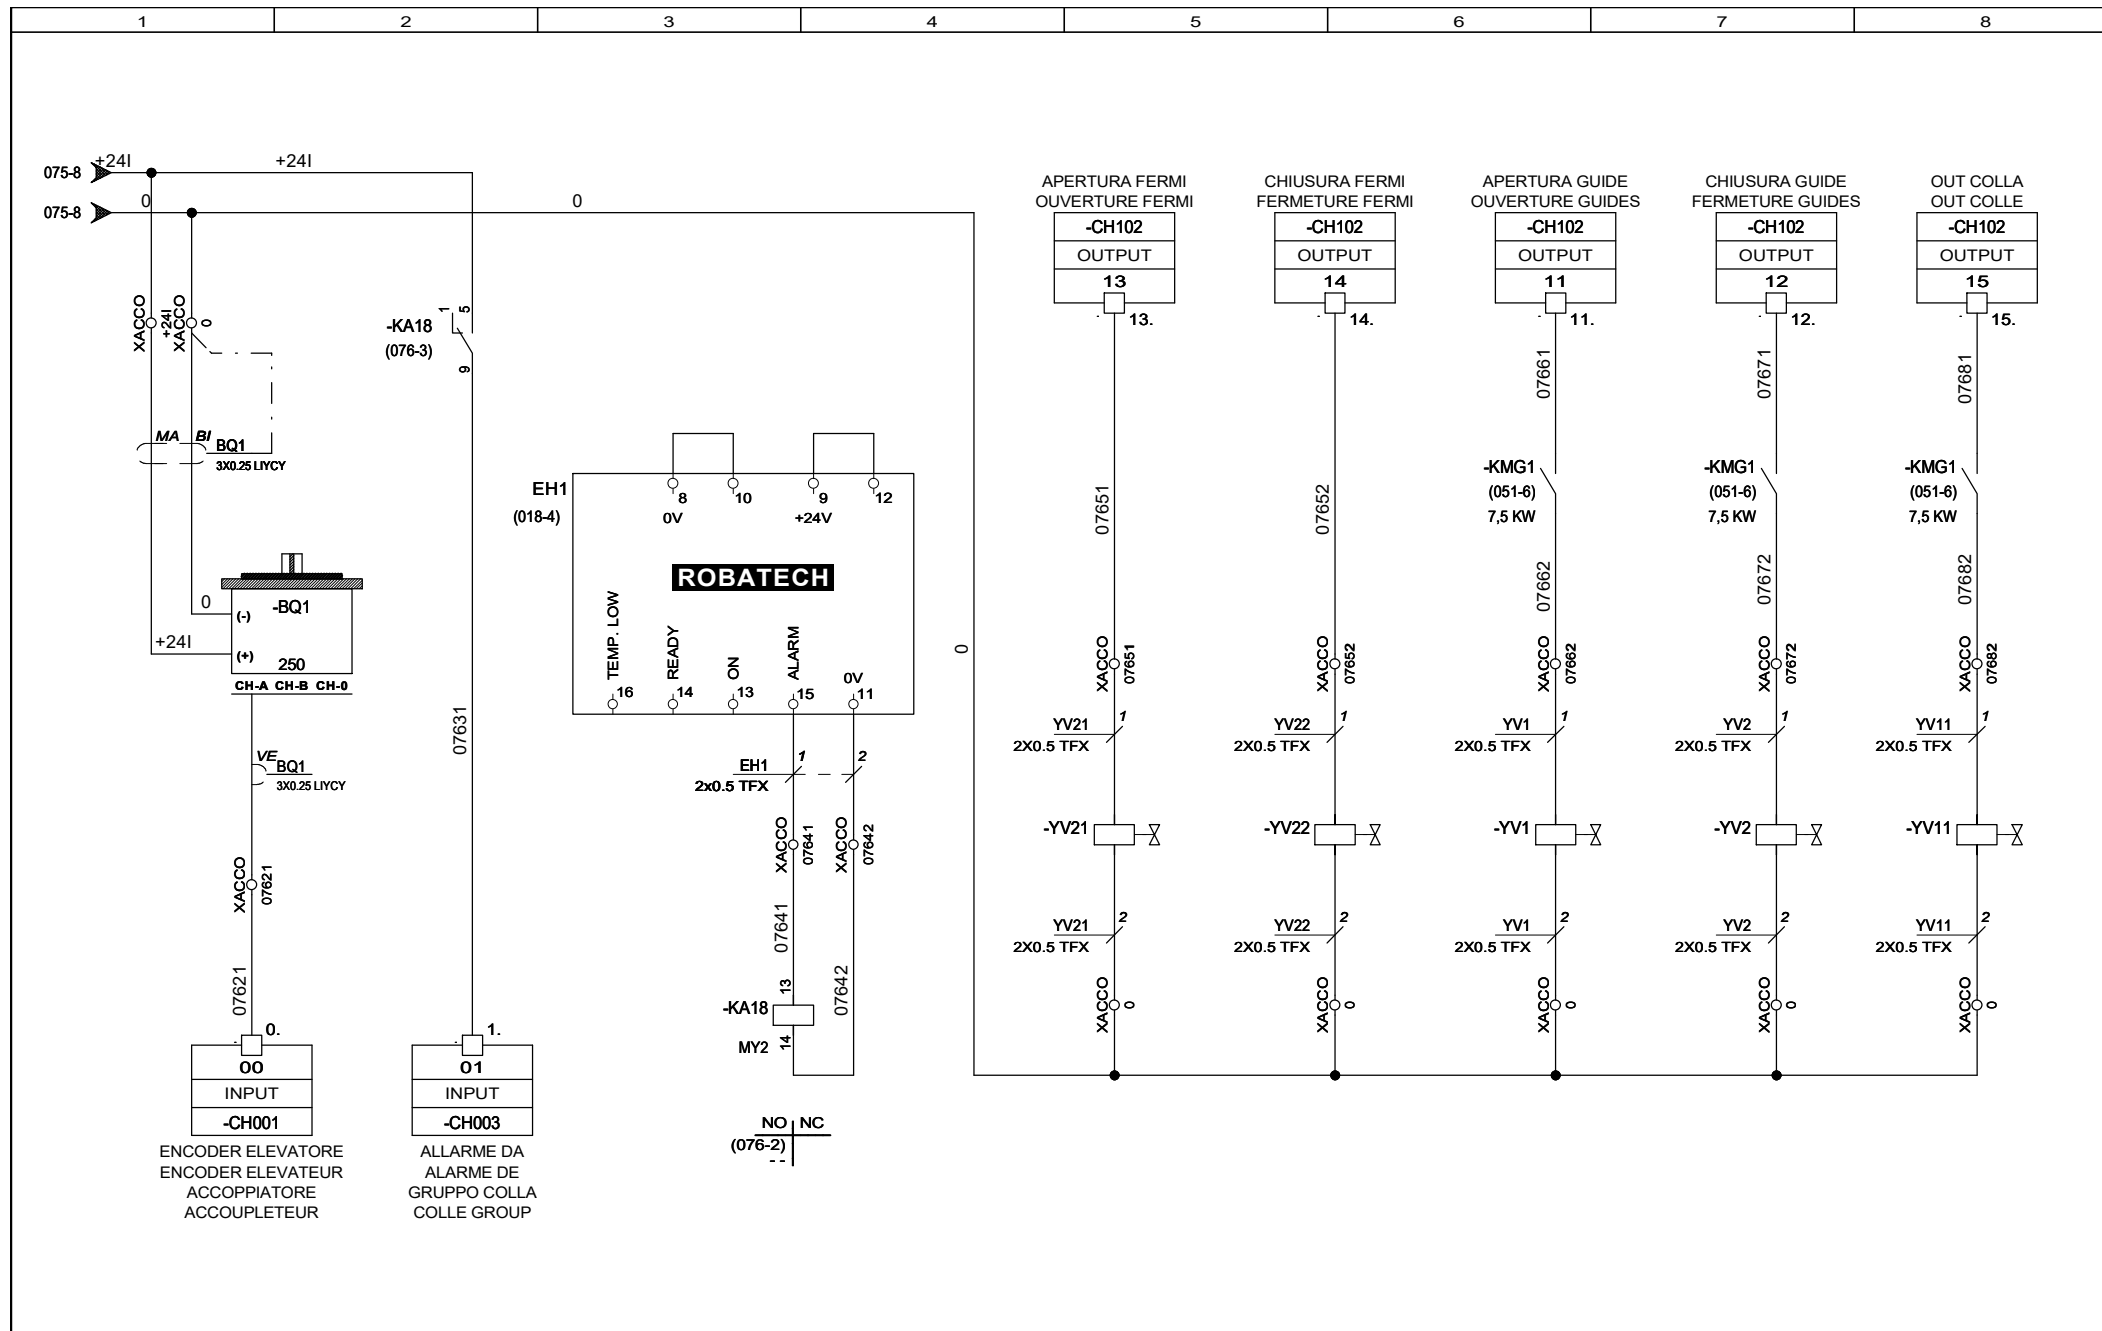 1 2 3 4 5 6 7 8
075-8 +24I +24I
075-8 0 0
XACCO +24I
XACCO 0
-KA18
(076-3)
1 5
9
MA BI BQ1
3X0.25 LIYCY
0 (-) -BQ1
+24I (+)
250
CH-A CH-B CH-0
VE BQ1
3X0.25 LIYCY
XACCO 07621
07621
0.
00
INPUT
-CH001
ENCODER ELEVATORE
ENCODER ELEVATEUR
ACCOPPIATORE
ACCOUPLETEUR
07631
1.
01
INPUT
-CH003
ALLARME DA
ALARME DE
GRUPPO COLLA
COLLE GROUP
EH1
(018-4)
8 10 9 12
0V +24V
ROBATECH
TEMP. LOW READY ON ALARM 0V
16 14 13 15 11
EH1 1 2
2x0.5 TFX
XACCO 07641 XACCO 07642
07641 07642
13
-KA18
MY2 14
NO NC
(076-2)
--
0
APERTURA FERMI
OUVERTURE FERMI
-CH102
OUTPUT
13
13.
07651
XACCO 07651
YV21 1
2X0.5 TFX
-YV21
YV21 2
2X0.5 TFX
XACCO 0
CHIUSURA FERMI
FERMETURE FERMI
-CH102
OUTPUT
14
14.
07652
XACCO 07652
YV22 1
2X0.5 TFX
-YV22
YV22 2
2X0.5 TFX
XACCO 0
APERTURA GUIDE
OUVERTURE GUIDES
-CH102
OUTPUT
11
11.
07661
-KMG1
(051-6)
7,5 KW
07662
XACCO 07662
YV1 1
2X0.5 TFX
-YV1
YV1 2
2X0.5 TFX
XACCO 0
CHIUSURA GUIDE
FERMETURE GUIDES
-CH102
OUTPUT
12
12.
07671
-KMG1
(051-6)
7,5 KW
07672
XACCO 07672
YV2 1
2X0.5 TFX
-YV2
YV2 2
2X0.5 TFX
XACCO 0
OUT COLLA
OUT COLLE
-CH102
OUTPUT
15
15.
07681
-KMG1
(051-6)
7,5 KW
07682
XACCO 07682
YV11 1
2X0.5 TFX
-YV11
YV11 2
2X0.5 TFX
XACCO 0